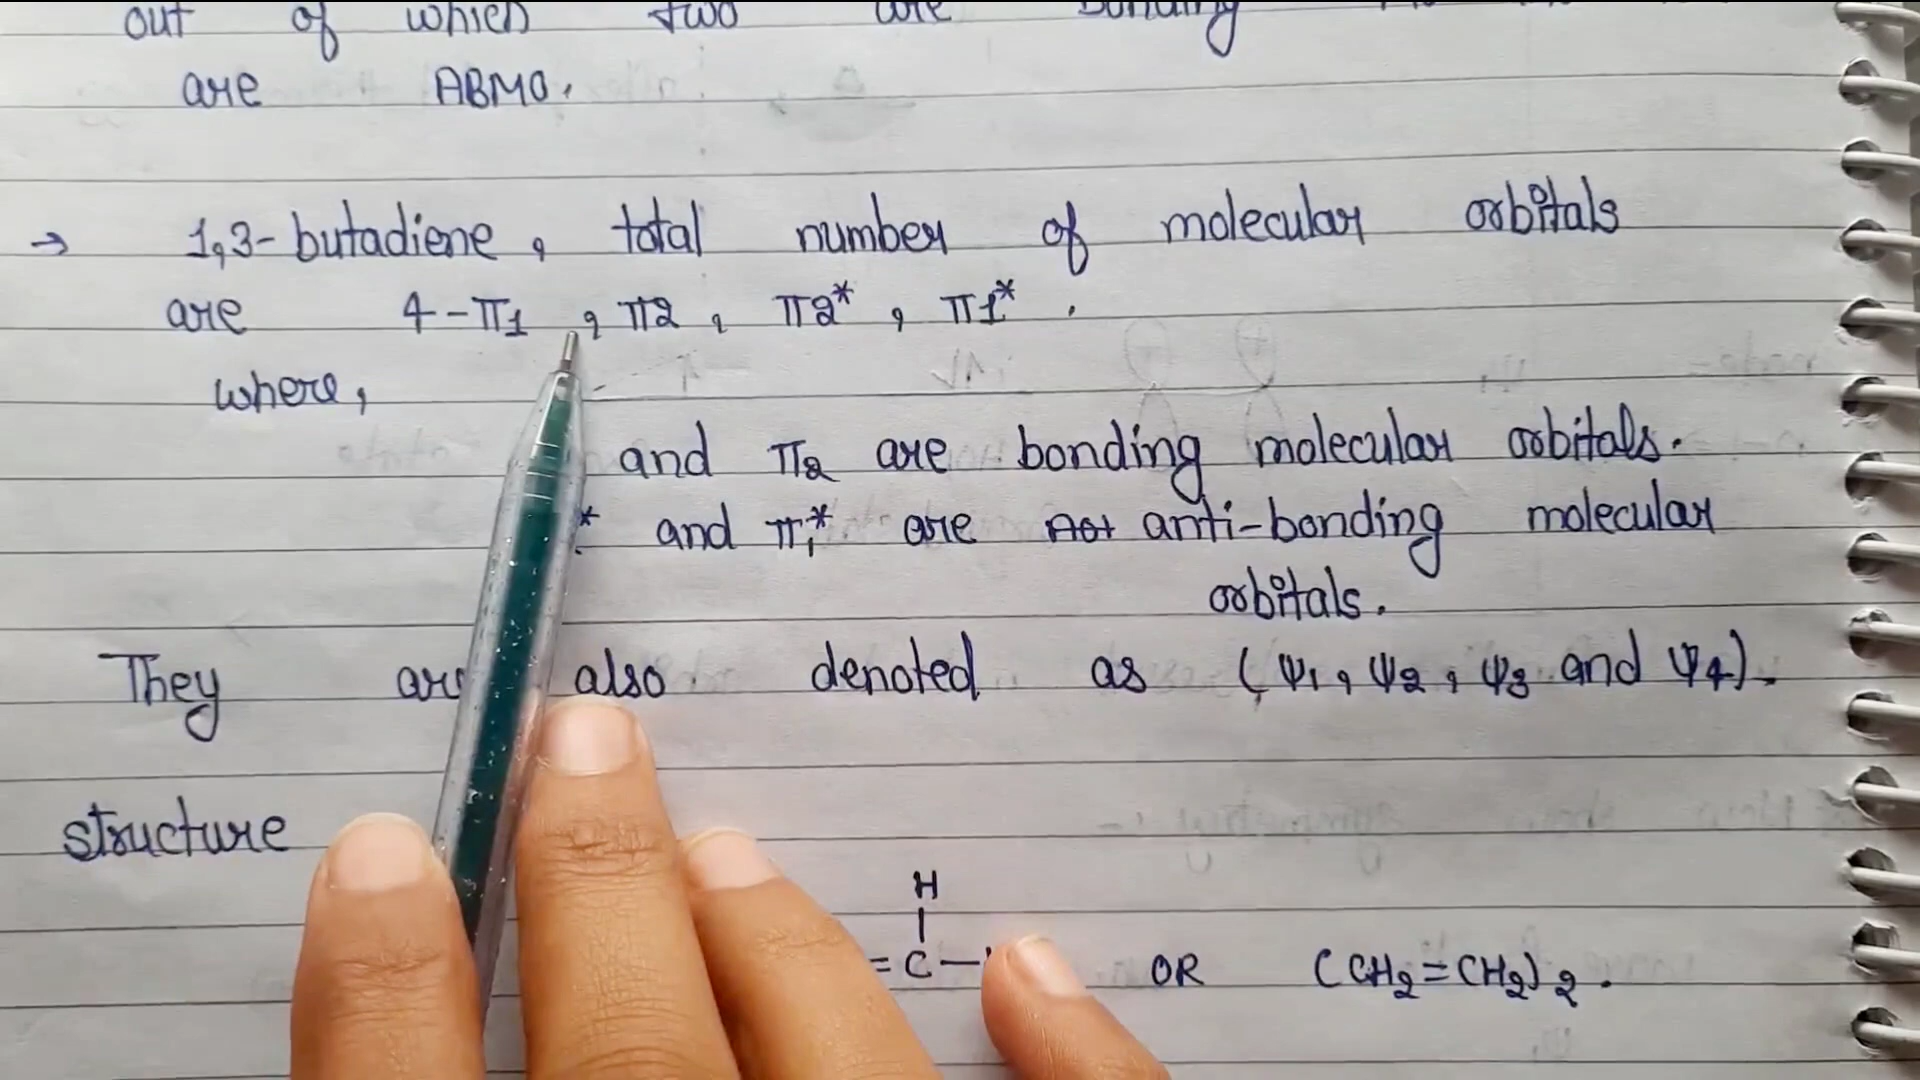 out of which two are bonding
are ABMO.
→ 1,3-butadiene, total number of molecular orbitals
are 4-π1, π2, π2*, π1*.
where,
and π2 are bonding molecular orbitals.
* and π1* are anti-bonding molecular
orbitals.
They are also denoted as (ψ1, ψ2, ψ3 and ψ4).
structure
H
= C —
OR (CH2=CH2)2.